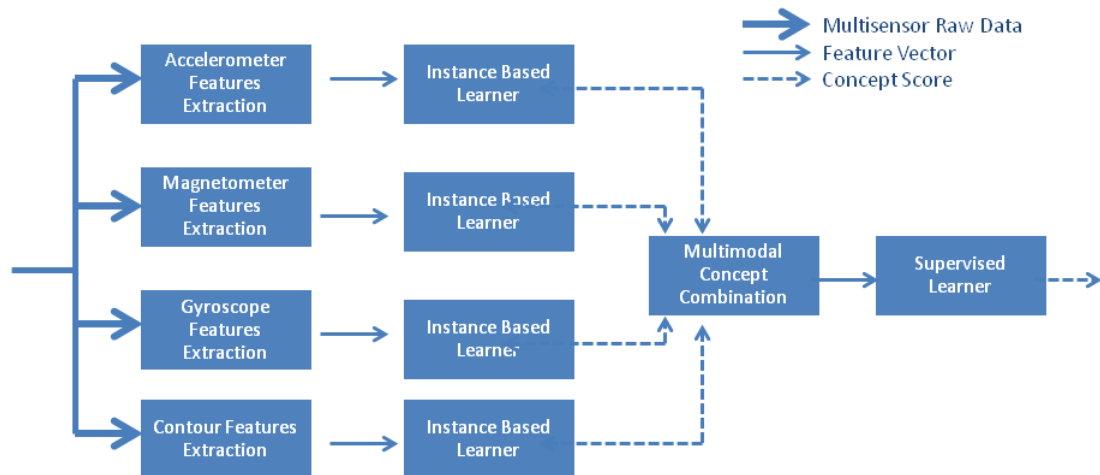 Multisensor Raw Data
Feature Vector
Concept Score
Accelerometer
Features
Extraction
Instance Based
Learner
Magnetometer
Features
Extraction
Instance Based
Learner
Multimodal
Concept
Combination
Supervised
Learner
Gyroscope
Features
Extraction
Instance Based
Learner
Contour Features
Extraction
Instance Based
Learner